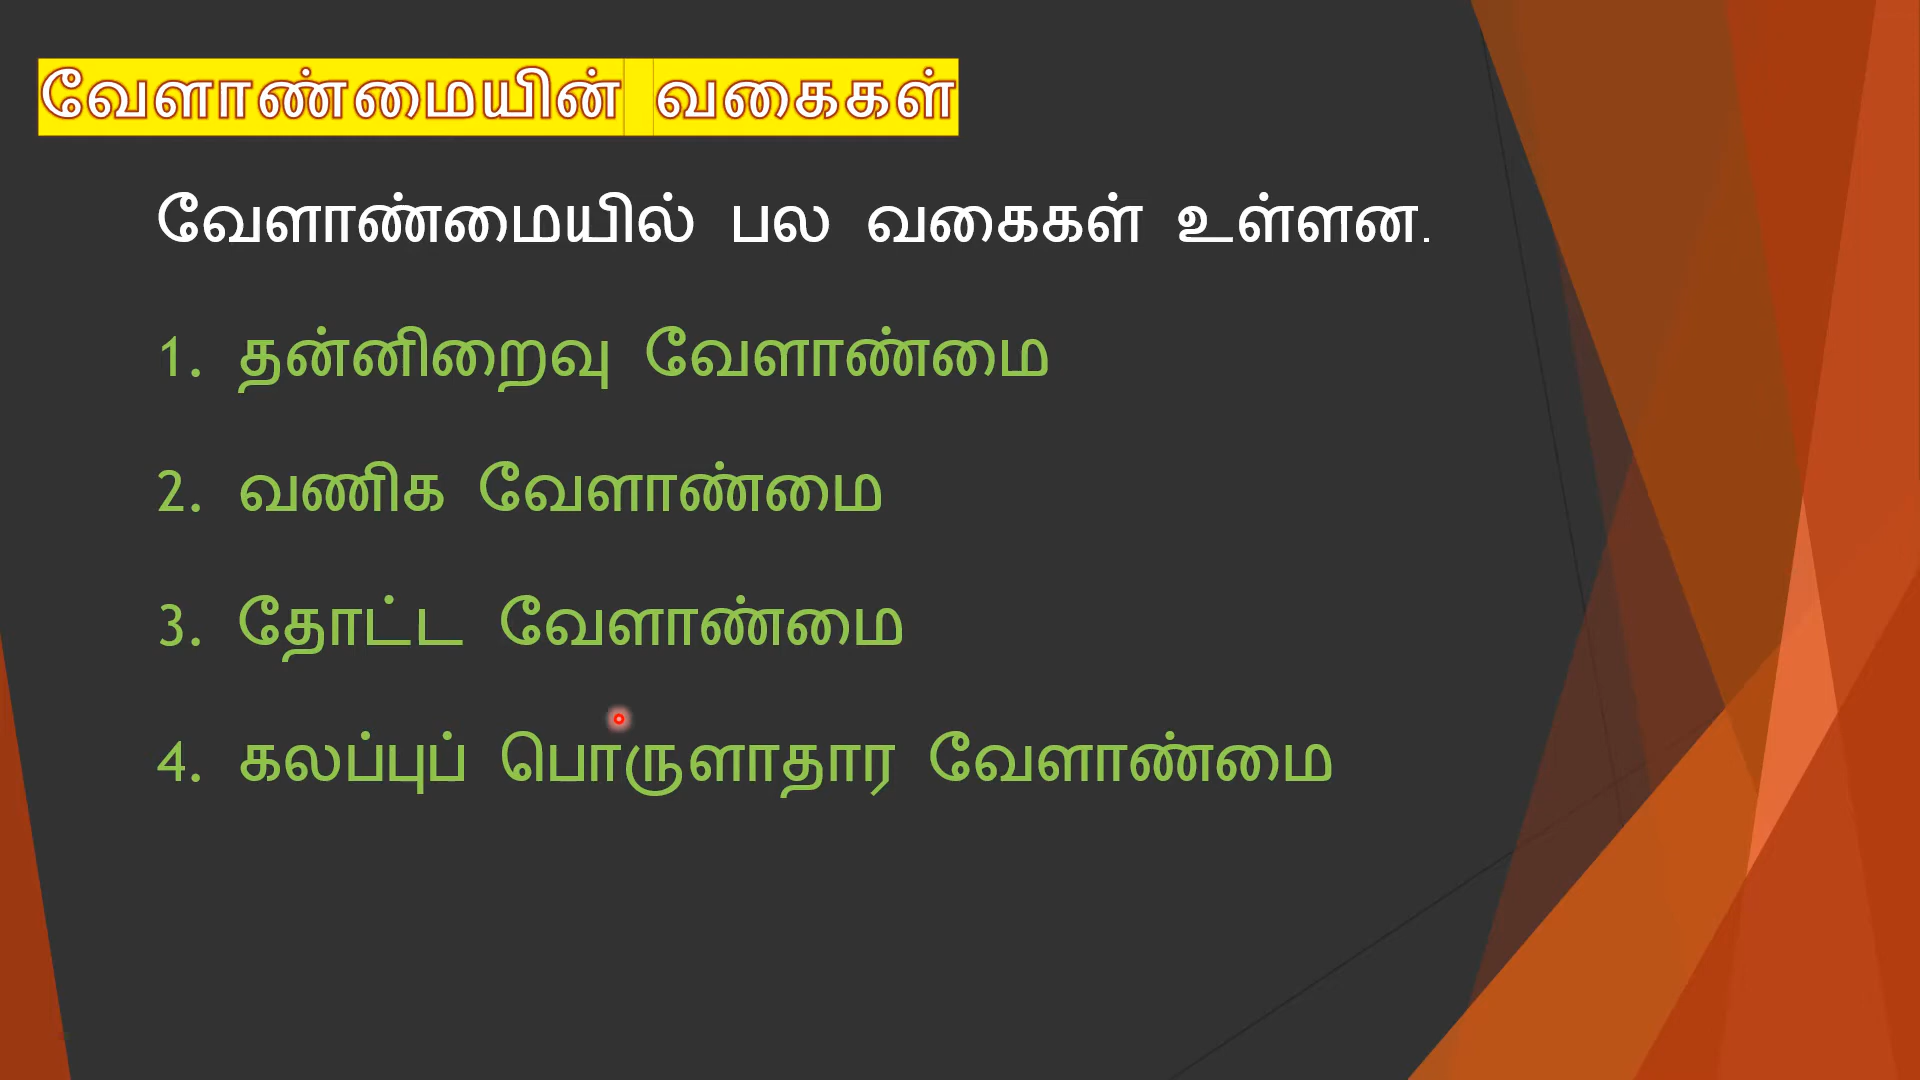 வேளாண்மையின் வகைகள்
வேளாண்மையில் பல வகைகள் உள்ளன.
1. தன்னிறைவு வேளாண்மை
2. வணிக வேளாண்மை
3. தோட்ட வேளாண்மை
4. கலப்புப் பொருளாதார வேளாண்மை